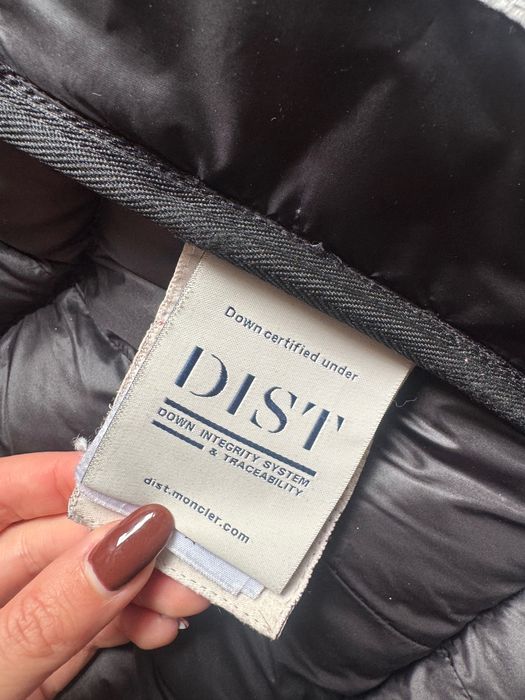 Down certified under
DIST
DOWN INTEGRITY SYSTEM
& TRACEABILITY
dist.moncler.com